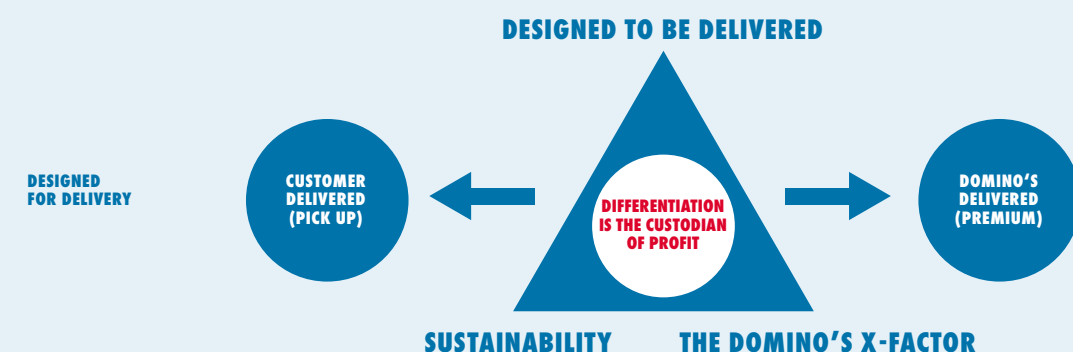 DESIGNED TO BE DELIVERED
DESIGNED
FOR DELIVERY
CUSTOMER
DELIVERED
(PICK UP)
DIFFERENTIATION
IS THE CUSTODIAN
OF PROFIT
DOMINO'S
DELIVERED
(PREMIUM)
SUSTAINABILITY
THE DOMINO'S X-FACTOR